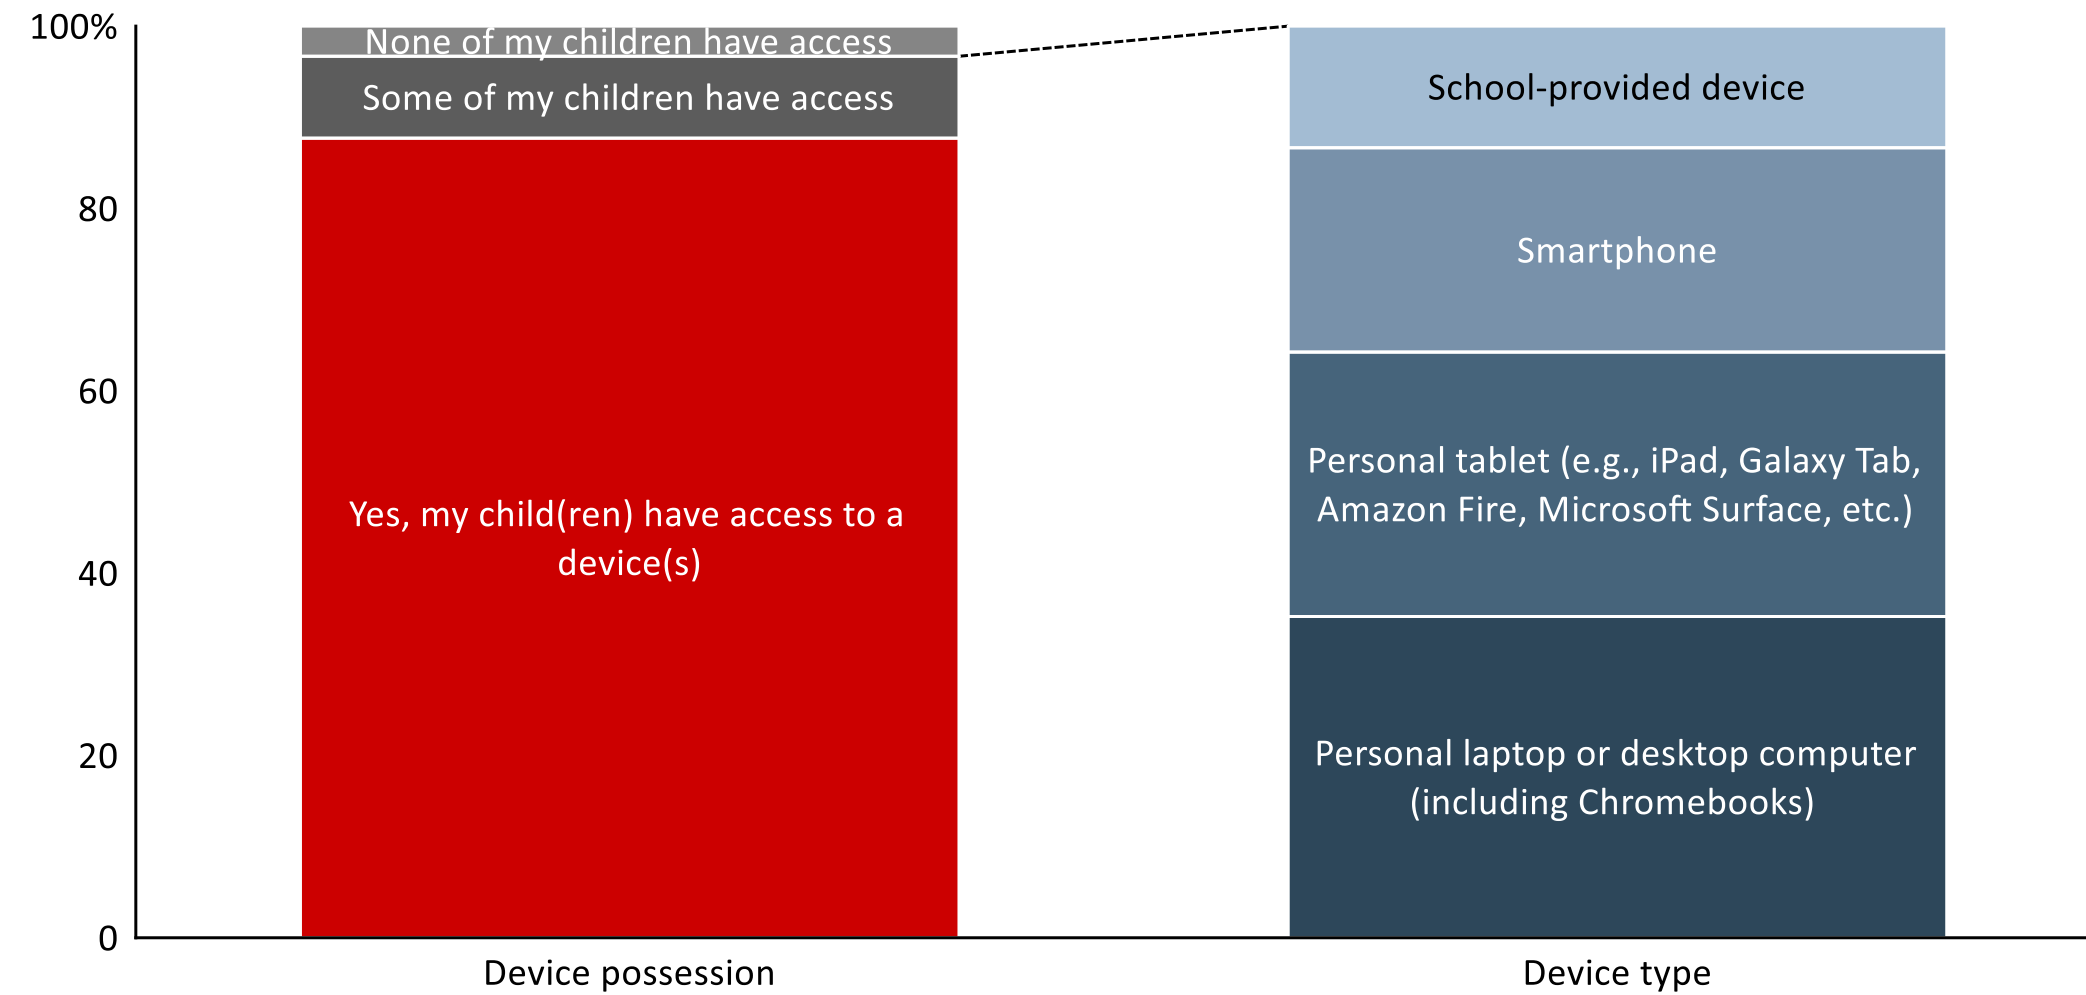 100%
80
60
40
20
0
None of my children have access
Some of my children have access
Yes, my child(ren) have access to a
device(s)
School-provided device
Smartphone
Personal tablet (e.g., iPad, Galaxy Tab,
Amazon Fire, Microsoft Surface, etc.)
Personal laptop or desktop computer
(including Chromebooks)
Device possession
Device type